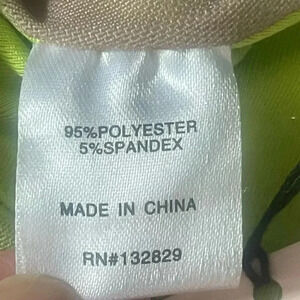 95%POLYESTER
5%SPANDEX
MADE IN CHINA
RN#132829